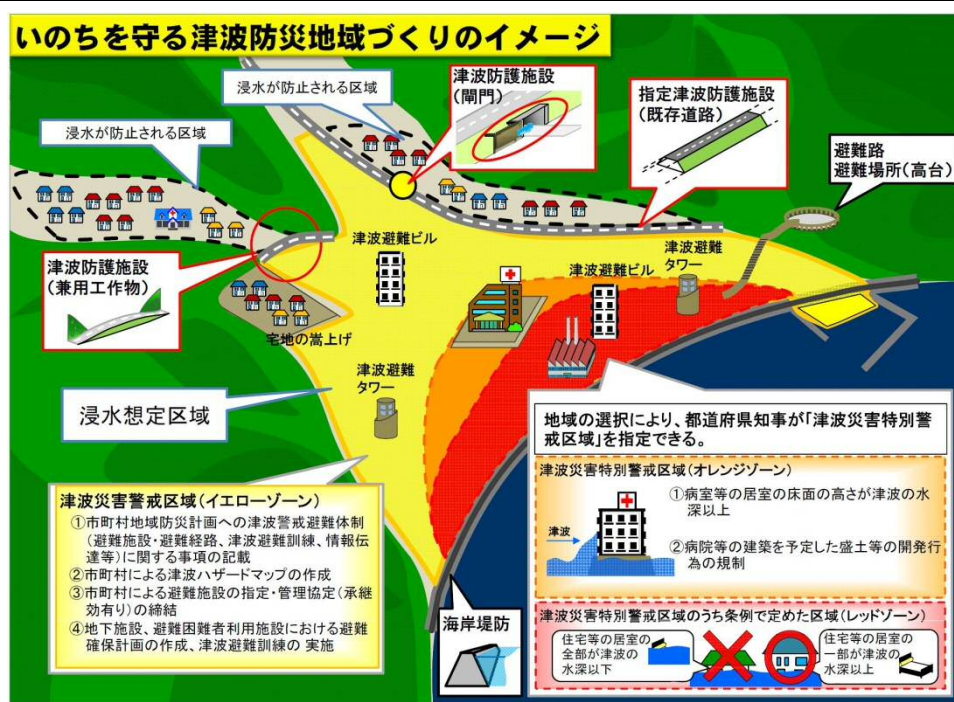 いのちを守る津波防災地域づくりのイメージ
浸水が防止される区域
浸水が防止される区域
津波防護施設
(閘門)
指定津波防護施設
(既存道路)
避難路
避難場所(高台)
津波防護施設
(兼用工作物)
津波避難ビル
津波避難ビル
津波避難
タワー
宅地の嵩上げ
津波避難
タワー
浸水想定区域
津波災害警戒区域(イエローゾーン)
①市町村地域防災計画への津波警戒避難体制
(避難施設・避難経路、津波避難訓練、情報伝
達等)に関する事項の記載
②市町村による津波ハザードマップの作成
③市町村による避難施設の指定・管理協定(承継
効有り)の締結
④地下施設、避難困難者利用施設における避難
確保計画の作成、津波避難訓練の 実施
海岸堤防
地域の選択により、都道府県知事が「津波災害特別警
戒区域」を指定できる。
津波災害特別警戒区域(オレンジゾーン)
津波
①病室等の居室の床面の高さが津波の水
深以上
②病院等の建築を予定した盛土等の開発行
為の規制
津波災害特別警戒区域のうち条例で定めた区域(レッドゾーン)
住宅等の居室の
全部が津波の
水深以下
住宅等の居室の
一部が津波の
水深以上